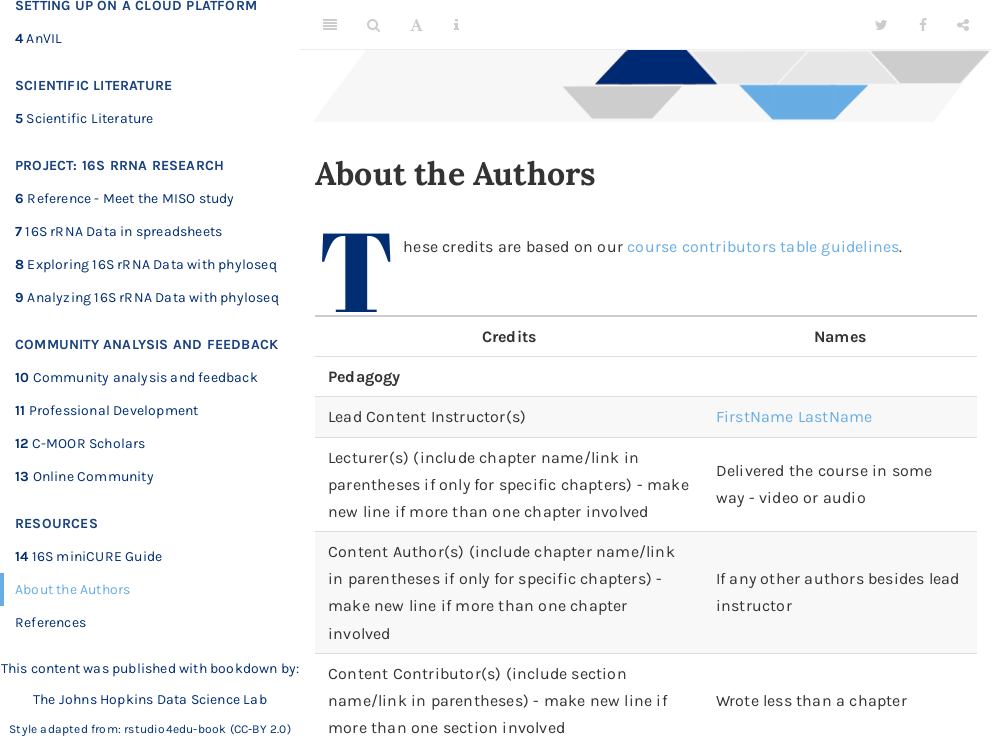 SETTING UP ON A CLOUD PLATFORM
4 AnVIL
SCIENTIFIC LITERATURE
5 Scientific Literature
PROJECT: 16S RRNA RESEARCH
6 Reference - Meet the MISO study
7 16S rRNA Data in spreadsheets
8 Exploring 16S rRNA Data with phyloseq
9 Analyzing 16S rRNA Data with phyloseq
COMMUNITY ANALYSIS AND FEEDBACK
10 Community analysis and feedback
11 Professional Development
12 C-MOOR Scholars
13 Online Community
RESOURCES
14 16S miniCURE Guide
About the Authors
References
This content was published with bookdown by:
The Johns Hopkins Data Science Lab
Style adapted from: rstudio4edu-book (CC-BY 2.0)
About the Authors
These credits are based on our course contributors table guidelines.
Credits Names
Pedagogy
Lead Content Instructor(s) FirstName LastName
Lecturer(s) (include chapter name/link in
parentheses if only for specific chapters) - make
new line if more than one chapter involved
Delivered the course in some
way - video or audio
Content Author(s) (include chapter name/link
in parentheses if only for specific chapters) -
make new line if more than one chapter
involved
If any other authors besides lead
instructor
Content Contributor(s) (include section
name/link in parentheses) - make new line if
more than one section involved
Wrote less than a chapter